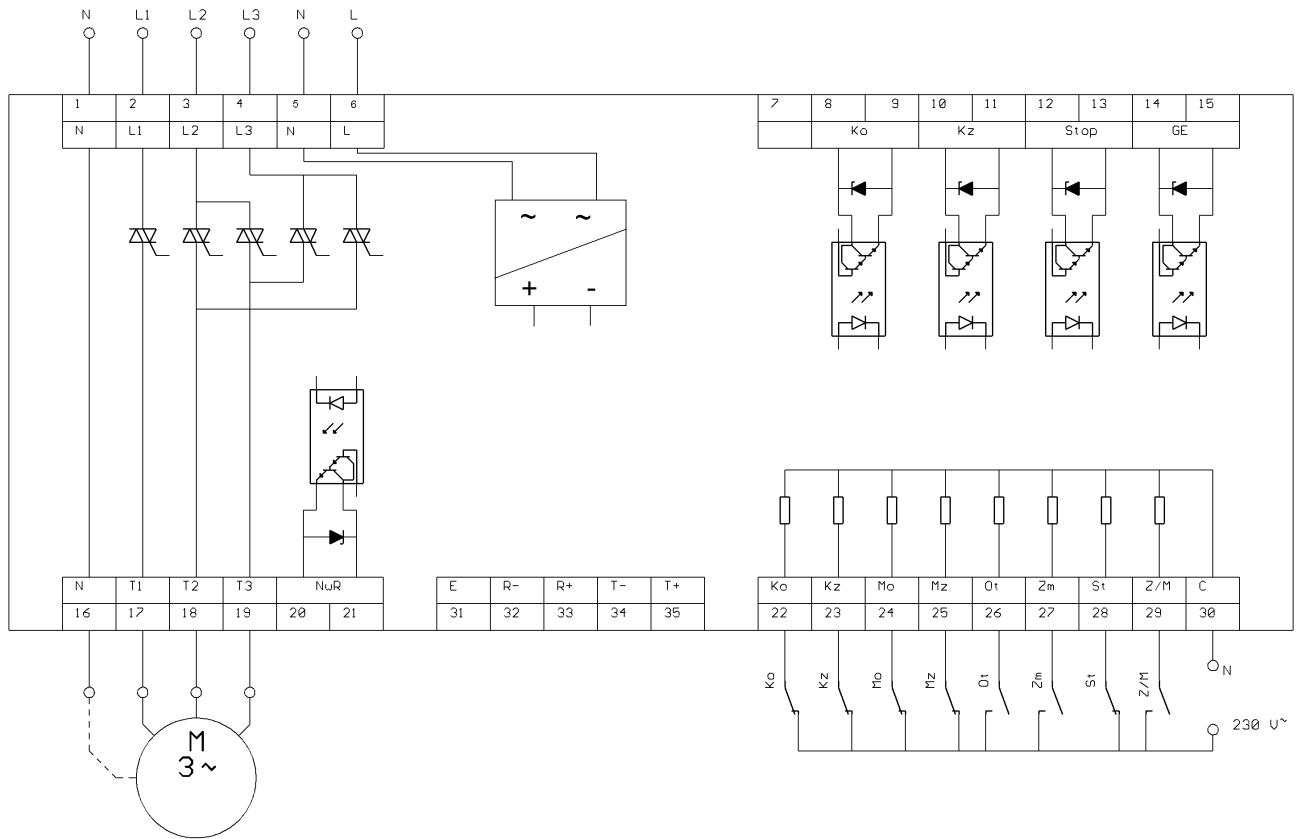 N L1 L2 L3 N L
1 2 3 4 5 6 7 8 9 10 11 12 13 14 15
N L1 L2 L3 N L Ko Kz Stop GE
~ ~
+ -
N T1 T2 T3 NwR E R- R+ T- T+ Ko Kz Mo Mz Ot Zm St Z/M C
16 17 18 19 20 21 31 32 33 34 35 22 23 24 25 26 27 28 29 30
Ko Kz Mo Mz Ot Zm St Z/M N
230 V~
M
3~